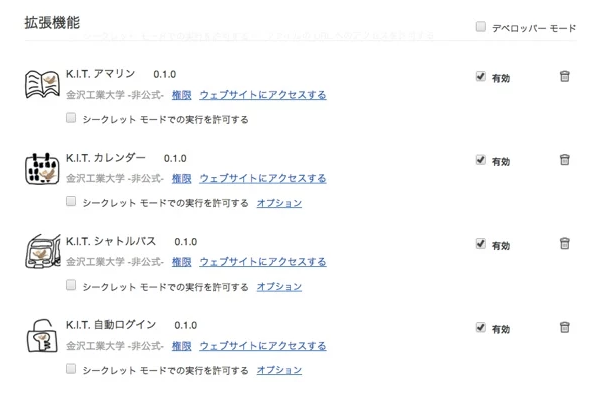 拡張機能
デベロッパー モード
K.I.T. アマリン 0.1.0
有効
金沢工業大学 -非公式- 権限 ウェブサイトにアクセスする
シークレット モードでの実行を許可する
K.I.T. カレンダー 0.1.0
有効
金沢工業大学 -非公式- 権限 ウェブサイトにアクセスする
シークレット モードでの実行を許可する オプション
K.I.T. シャトルバス 0.1.0
有効
金沢工業大学 -非公式- 権限 ウェブサイトにアクセスする
シークレット モードでの実行を許可する オプション
K.I.T. 自動ログイン 0.1.0
有効
金沢工業大学 -非公式- 権限 ウェブサイトにアクセスする
シークレット モードでの実行を許可する オプション